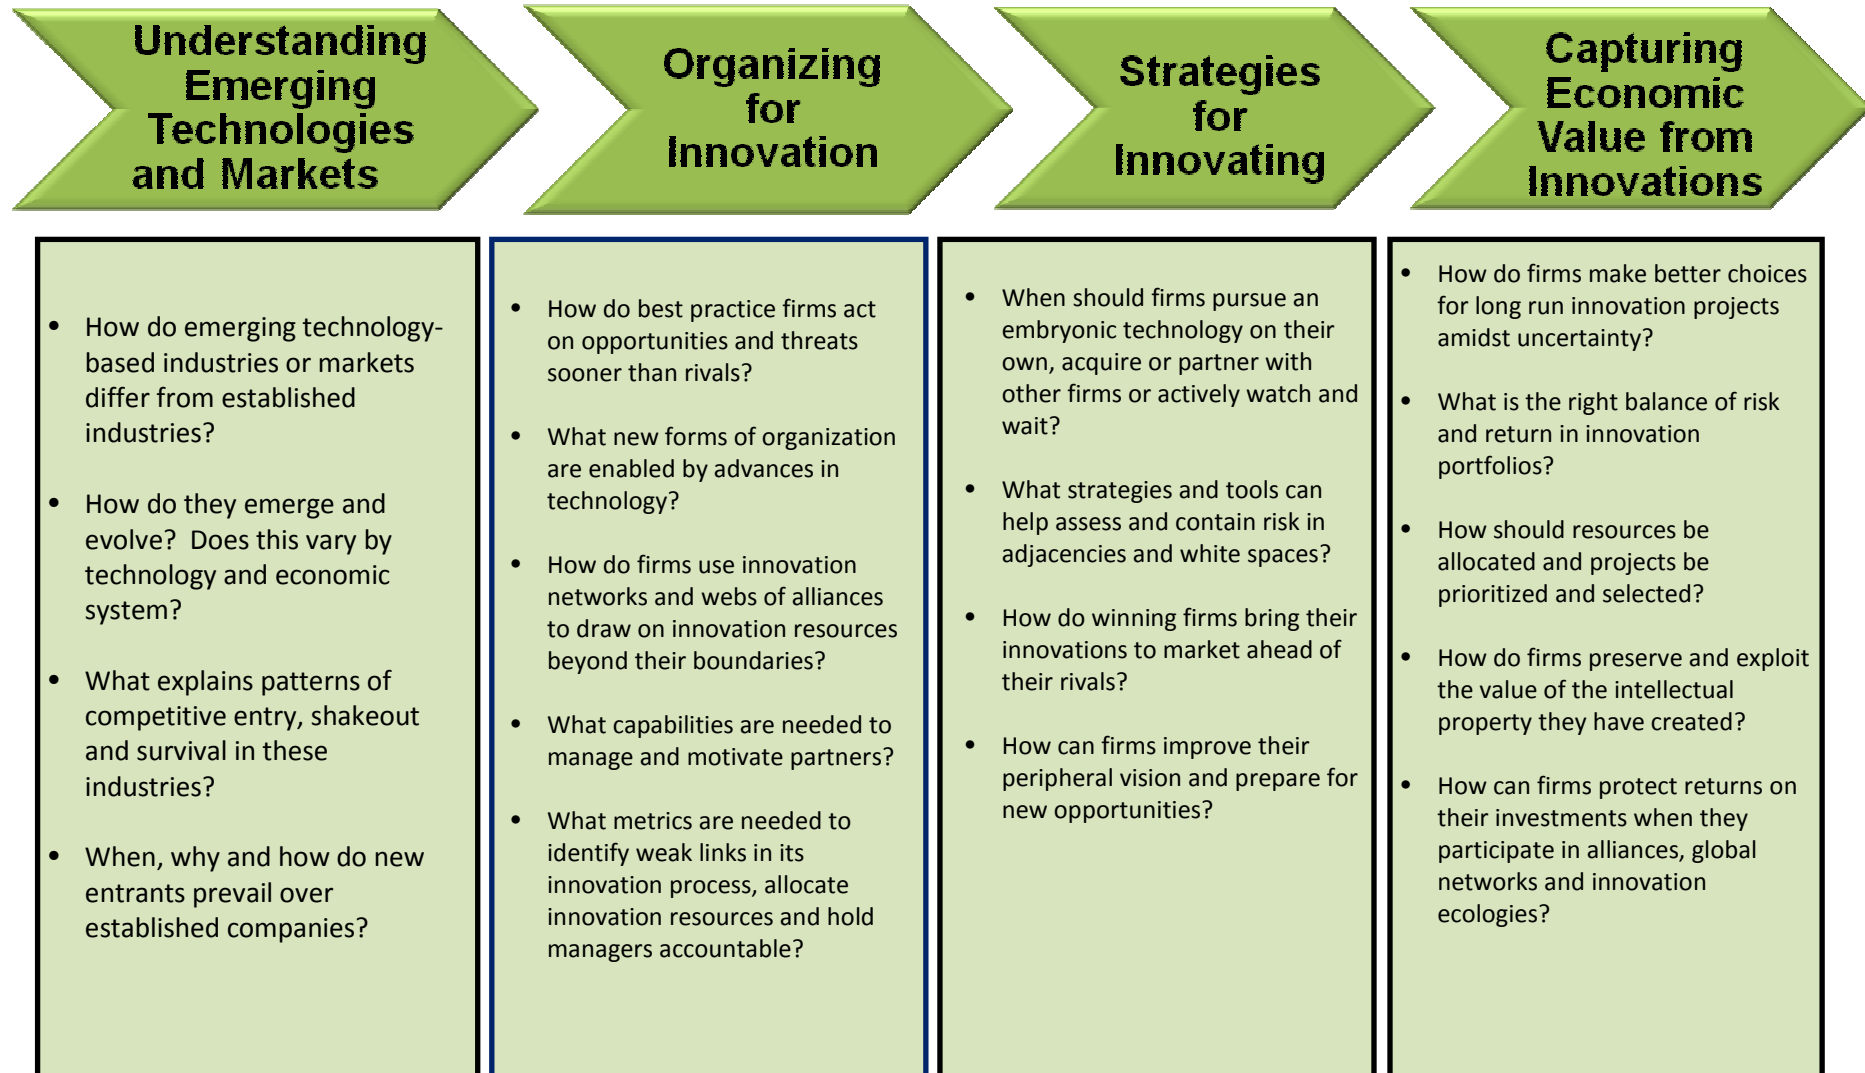 Understanding
Emerging
Technologies
and Markets
Organizing
for
Innovation
Strategies
for
Innovating
Capturing
Economic
Value from
Innovations
• How do emerging technology-
based industries or markets
differ from established
industries?
• How do they emerge and
evolve?  Does this vary by
technology and economic
system?
• What explains patterns of
competitive entry, shakeout
and survival in these
industries?
• When, why and how do new
entrants prevail over
established companies?
• How do best practice firms act
on opportunities and threats
sooner than rivals?
• What new forms of organization
are enabled by advances in
technology?
• How do firms use innovation
networks and webs of alliances
to draw on innovation resources
beyond their boundaries?
• What capabilities are needed to
manage and motivate partners?
• What metrics are needed to
identify weak links in its
innovation process, allocate
innovation resources and hold
managers accountable?
• When should firms pursue an
embryonic technology on their
own, acquire or partner with
other firms or actively watch and
wait?
• What strategies and tools can
help assess and contain risk in
adjacencies and white spaces?
• How do winning firms bring their
innovations to market ahead of
their rivals?
• How can firms improve their
peripheral vision and prepare for
new opportunities?
• How do firms make better choices
for long run innovation projects
amidst uncertainty?
• What is the right balance of risk
and return in innovation
portfolios?
• How should resources be
allocated and projects be
prioritized and selected?
• How do firms preserve and exploit
the value of the intellectual
property they have created?
• How can firms protect returns on
their investments when they
participate in alliances, global
networks and innovation
ecologies?